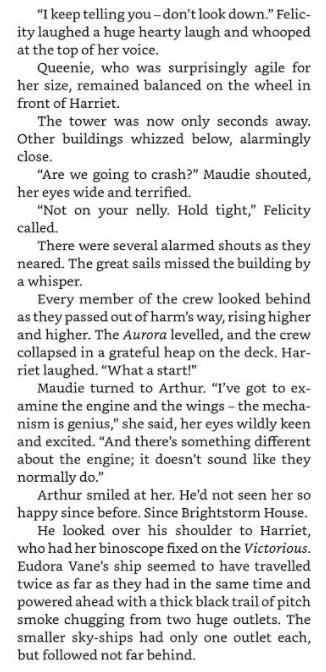 “I keep telling you – don’t look down.” Felic-
ity laughed a huge hearty laugh and whooped
at the top of her voice.
Queenie, who was surprisingly agile for
her size, remained balanced on the wheel in
front of Harriet.
The tower was now only seconds away.
Other buildings whizzed below, alarmingly
close.
“Are we going to crash?” Maudie shouted,
her eyes wide and terrified.
“Not on your nelly. Hold tight,” Felicity
called.
There were several alarmed shouts as they
neared. The great sails missed the building by
a whisper.
Every member of the crew looked behind
as they passed out of harm’s way, rising higher
and higher. The Aurora levelled, and the crew
collapsed in a grateful heap on the deck. Har-
riet laughed. “What a start!”
Maudie turned to Arthur. “I’ve got to ex-
amine the engine and the wings – the mecha-
nism is genius,” she said, her eyes wildly keen
and excited. “And there’s something different
about the engine; it doesn’t sound like they
normally do.”
Arthur smiled at her. He’d not seen her so
happy since before. Since Brightstorm House.
He looked over his shoulder to Harriet,
who had her binoscope fixed on the Victorious.
Eudora Vane’s ship seemed to have travelled
twice as far as they had in the same time and
powered ahead with a thick black trail of pitch
smoke chugging from two huge outlets. The
smaller sky-ships had only one outlet each,
but followed not far behind.